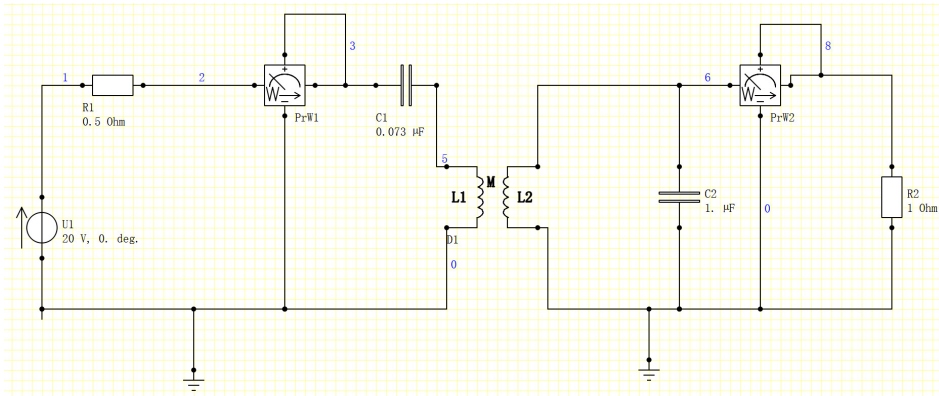 3
8
1
2
6
W
PrW1
W
PrW2
R1
0.5 Ohm
C1
0.073 µF
5
M
L1
L2
C2
1. µF
0
R2
1 Ohm
U1
20 V, 0. deg.
D1
0